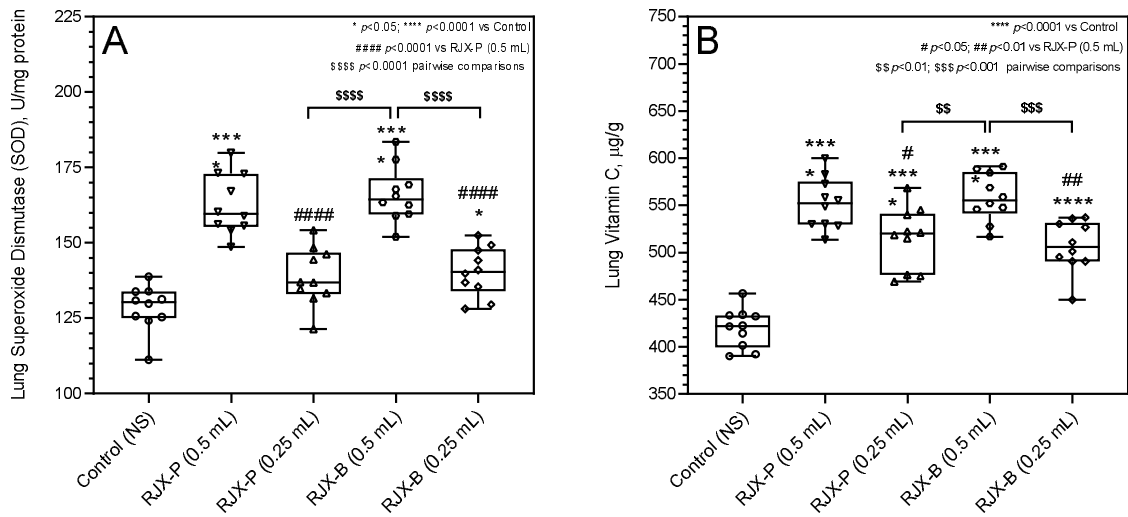 A
* p<0.05; **** p<0.0001 vs Control
#### p<0.0001 vs RJX-P (0.5 mL)
$$$$ p<0.0001 pairwise comparisons
Lung Superoxide Dismutase (SOD), U/mg protein
225
200
175
150
125
100
$$$$
$$$$
***
*
####
***
*
####
*
Control (NS)
RJX-P (0.5 mL)
RJX-P (0.25 mL)
RJX-B (0.5 mL)
RJX-B (0.25 mL)
B
**** p<0.0001 vs Control
# p<0.05; ## p<0.01 vs RJX-P (0.5 mL)
$$ p<0.01; $$$ p<0.001 pairwise comparisons
Lung Vitamin C, µg/g
750
700
650
600
550
500
450
400
350
$$
$$$
***
*
#
***
*
***
*
##
****
Control (NS)
RJX-P (0.5 mL)
RJX-P (0.25 mL)
RJX-B (0.5 mL)
RJX-B (0.25 mL)